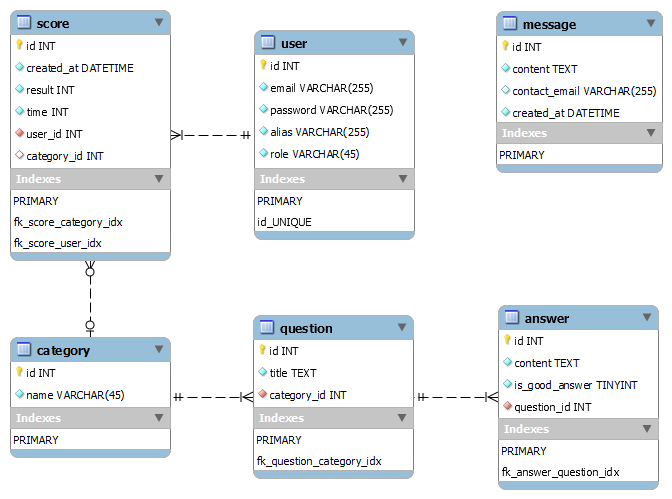 score
id INT
created_at DATETIME
result INT
time INT
user_id INT
category_id INT
Indexes
PRIMARY
fk_score_category_idx
fk_score_user_idx
user
id INT
email VARCHAR(255)
password VARCHAR(255)
alias VARCHAR(255)
role VARCHAR(45)
Indexes
PRIMARY
id_UNIQUE
message
id INT
content TEXT
contact_email VARCHAR(255)
created_at DATETIME
Indexes
PRIMARY
category
id INT
name VARCHAR(45)
Indexes
PRIMARY
question
id INT
title TEXT
category_id INT
Indexes
PRIMARY
fk_question_category_idx
answer
id INT
content TEXT
is_good_answer TINYINT
question_id INT
Indexes
PRIMARY
fk_answer_question_idx